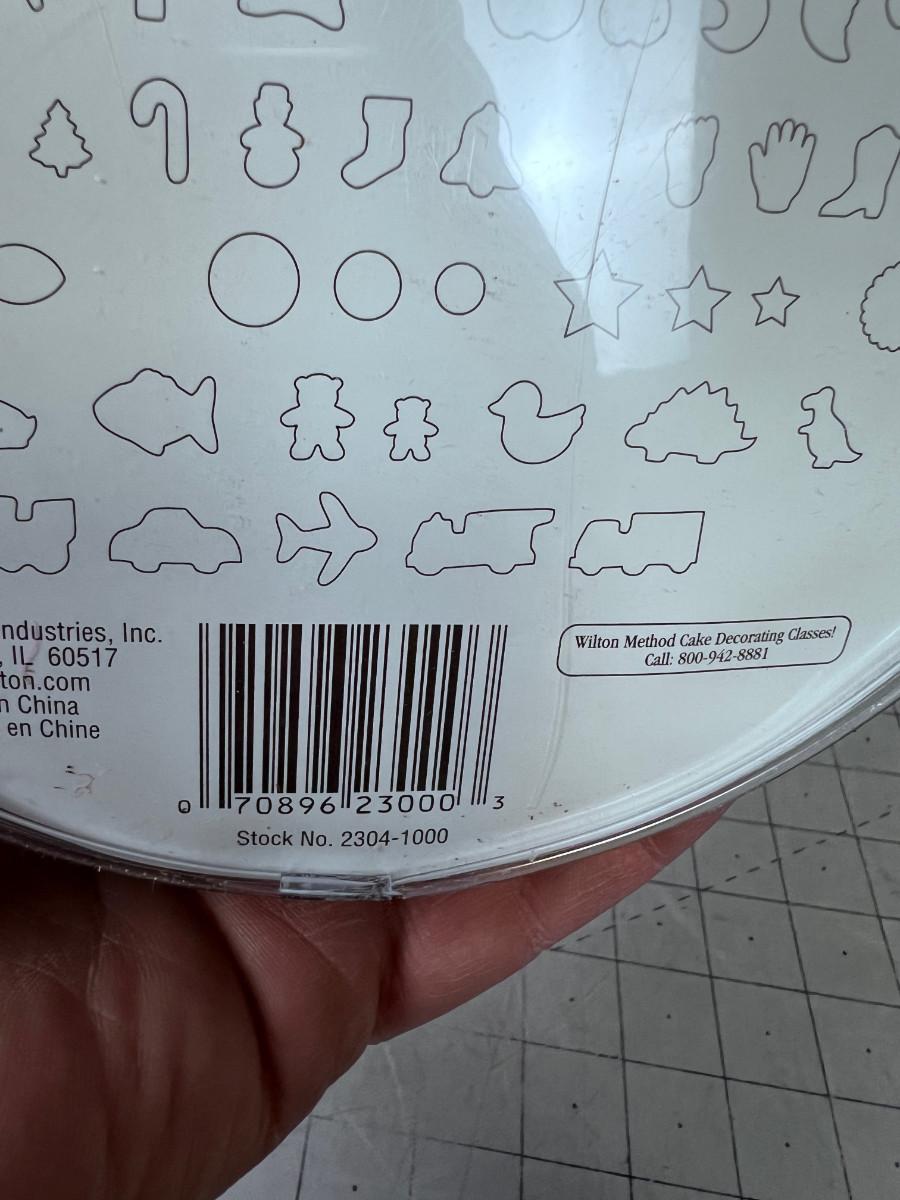 ndustries, Inc.
, IL 60517
ton.com
n China
en Chine
Wilton Method Cake Decorating Classes!
Call: 800-942-8881
0 70896 23000 3
Stock No. 2304-1000